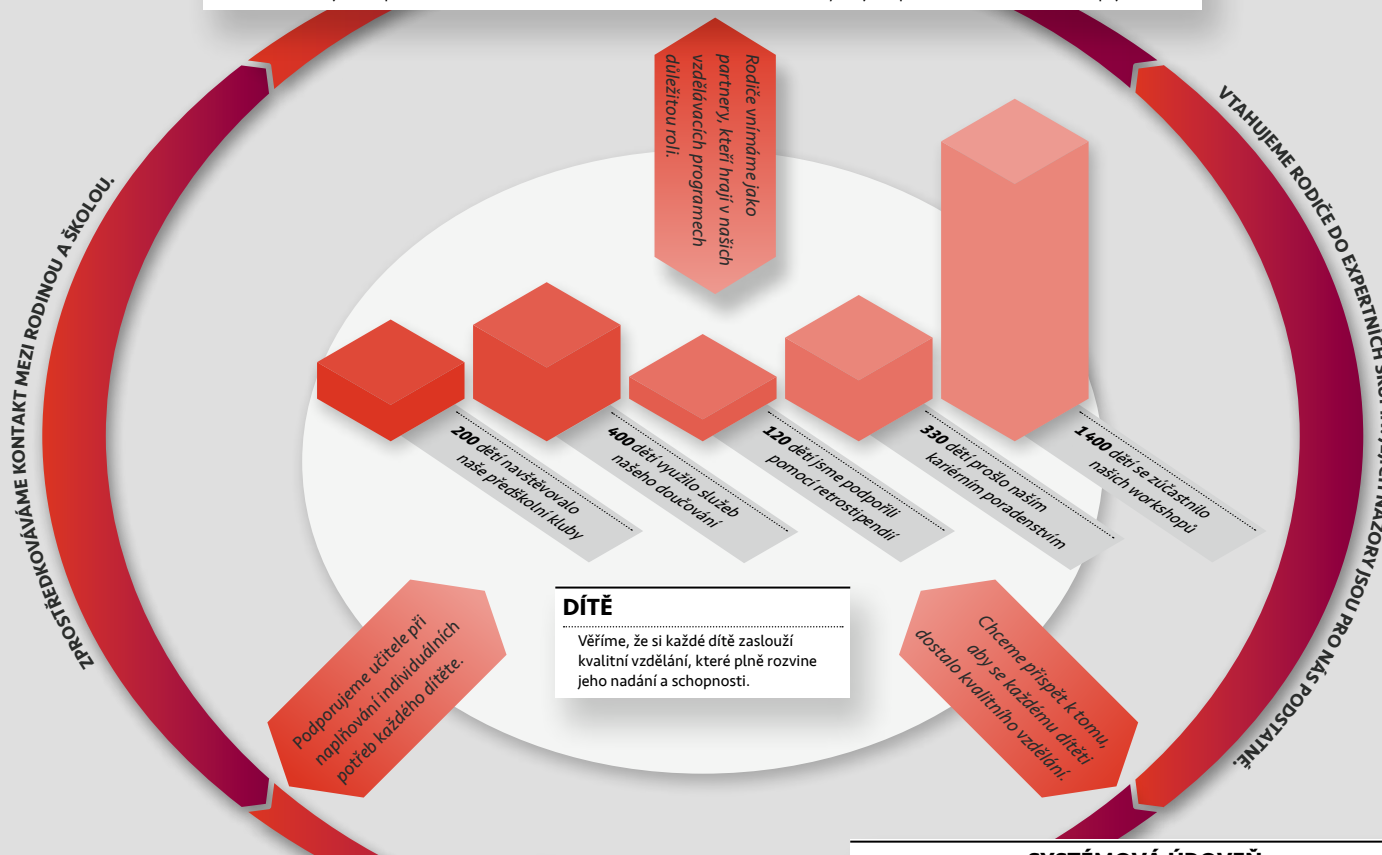 Rodiče vnímáme jako
partnery, kteří hrají v našich
vzdělávacích programech
důležitou roli.
ZPROSTŘEDKOVÁVÁME KONTAKT MEZI RODINOU A ŠKOLOU.
VTAHUJEME RODIČE DO EXPERTNÍCH
NÁZORY JSOU PRO NÁS PODSTATNÉ.
200 dětí navštěvovalo
naše předškolní kluby
400 dětí využilo služeb
našeho doučování
120 dětí jsme podpořili
pomocí retrostipendií
330 dětí prošlo naším
kariérním poradenstvím
1 400 dětí se zúčastnilo
našich workshopů
DÍTĚ
Věříme, že si každé dítě zaslouží
kvalitní vzdělání, které plně rozvine
jeho nadání a schopnosti.
Podporujeme učitele při
naplňování individuálních
potřeb každého dítěte.
Chceme přispět k tomu,
aby se každému dítěti
dostalo kvalitního vzdělání.
SYSTÉMOVÁ ÚROVEŇ